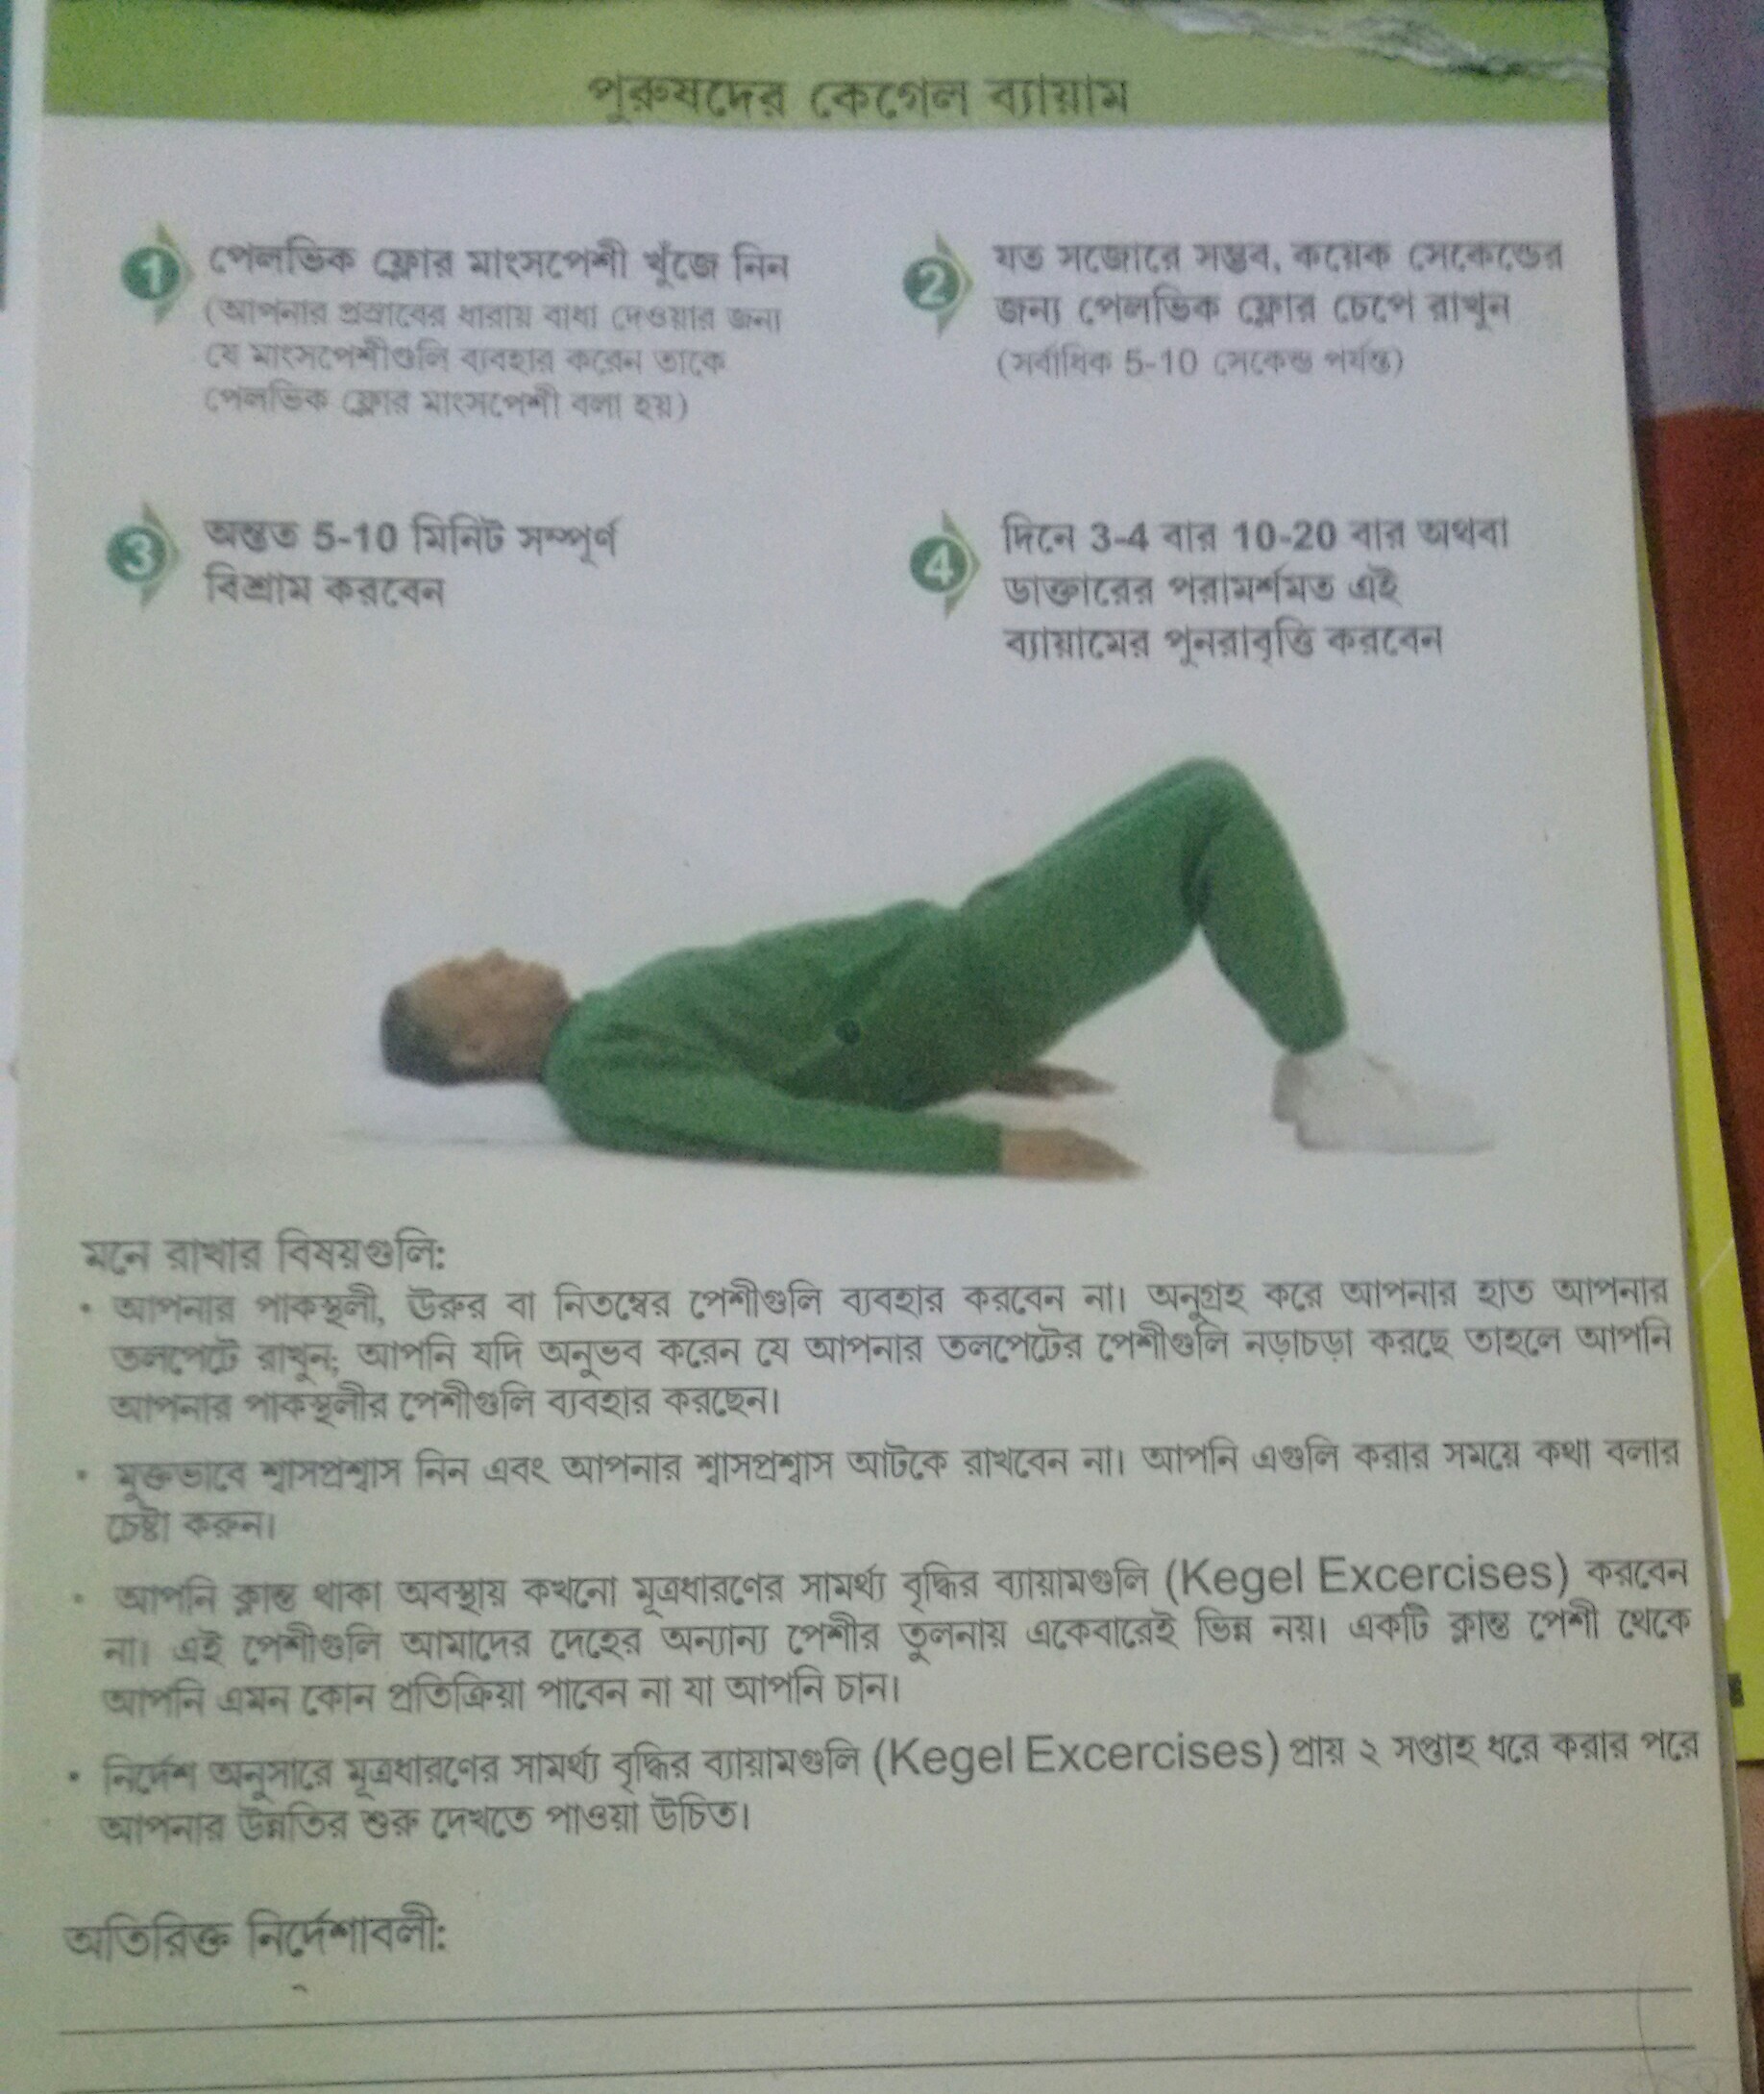 পুরুষদের কেগেল ব্যায়াম
1
পেলভিক ফ্লোর মাংসপেশী খুঁজে নিন
(আপনার প্রস্রাবের ধারায় বাধা দেওয়ার জন্য
যে মাংসপেশীগুলি ব্যবহার করেন তাকে
পেলভিক ফ্লোর মাংসপেশী বলা হয়)
2
যত সজোরে সম্ভব, কয়েক সেকেন্ডের
জন্য পেলভিক ফ্লোর চেপে রাখুন
(সর্বাধিক 5-10 সেকেন্ড পর্যন্ত)
3
অন্তত 5-10 মিনিট সম্পূর্ণ
বিশ্রাম করবেন
4
দিনে 3-4 বার 10-20 বার অথবা
ডাক্তারের পরামর্শমত এই
ব্যায়ামের পুনরাবৃত্তি করবেন
মনে রাখার বিষয়গুলি:
• আপনার পাকস্থলী, ঊরুর বা নিতম্বের পেশীগুলি ব্যবহার করবেন না। অনুগ্রহ করে আপনার হাত আপনার
তলপেটে রাখুন; আপনি যদি অনুভব করেন যে আপনার তলপেটের পেশীগুলি নড়াচড়া করছে তাহলে আপনি
আপনার পাকস্থলীর পেশীগুলি ব্যবহার করছেন।
• মুক্তভাবে শ্বাসপ্রশ্বাস নিন এবং আপনার শ্বাসপ্রশ্বাস আটকে রাখবেন না। আপনি এগুলি করার সময়ে কথা বলার
চেষ্টা করুন।
• আপনি ক্লান্ত থাকা অবস্থায় কখনো মূত্রধারণের সামর্থ্য বৃদ্ধির ব্যায়ামগুলি (Kegel Excercises) করবেন
না। এই পেশীগুলি আমাদের দেহের অন্যান্য পেশীর তুলনায় একেবারেই ভিন্ন নয়। একটি ক্লান্ত পেশী থেকে
আপনি এমন কোন প্রতিক্রিয়া পাবেন না যা আপনি চান।
• নির্দেশ অনুসারে মূত্রধারণের সামর্থ্য বৃদ্ধির ব্যায়ামগুলি (Kegel Excercises) প্রায় ২ সপ্তাহ ধরে করার পরে
আপনার উন্নতির শুরু দেখতে পাওয়া উচিত।
অতিরিক্ত নির্দেশাবলী: